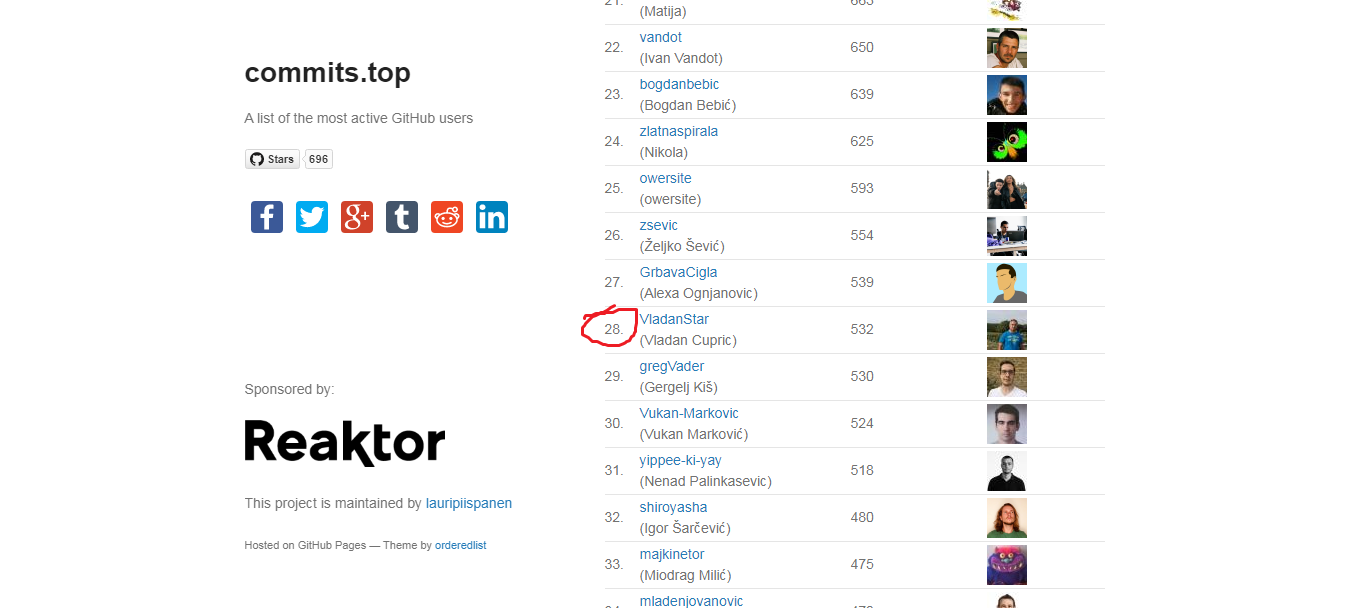 commits.top
A list of the most active GitHub users
Stars 696
Sponsored by:
Reaktor
This project is maintained by lauripiispanen
Hosted on GitHub Pages — Theme by orderedlist
21. 663
(Matija)
22. vandot 650
(Ivan Vandot)
23. bogdanbebic 639
(Bogdan Bebić)
24. zlatnaspirala 625
(Nikola)
25. owersite 593
(owersite)
26. zsevic 554
(Željko Šević)
27. GrbavaCigla 539
(Alexa Ognjanovic)
28. VladanStar 532
(Vladan Cupric)
29. gregVader 530
(Gergelj Kiš)
30. Vukan-Markovic 524
(Vukan Marković)
31. yippee-ki-yay 518
(Nenad Palinkasevic)
32. shiroyasha 480
(Igor Šarčević)
33. majkinetor 475
(Miodrag Milić)
mladenjovanovic